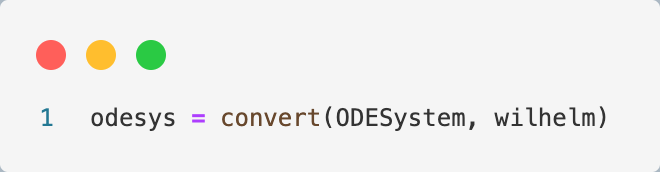 1 odesys = convert(ODESystem, wilhelm)